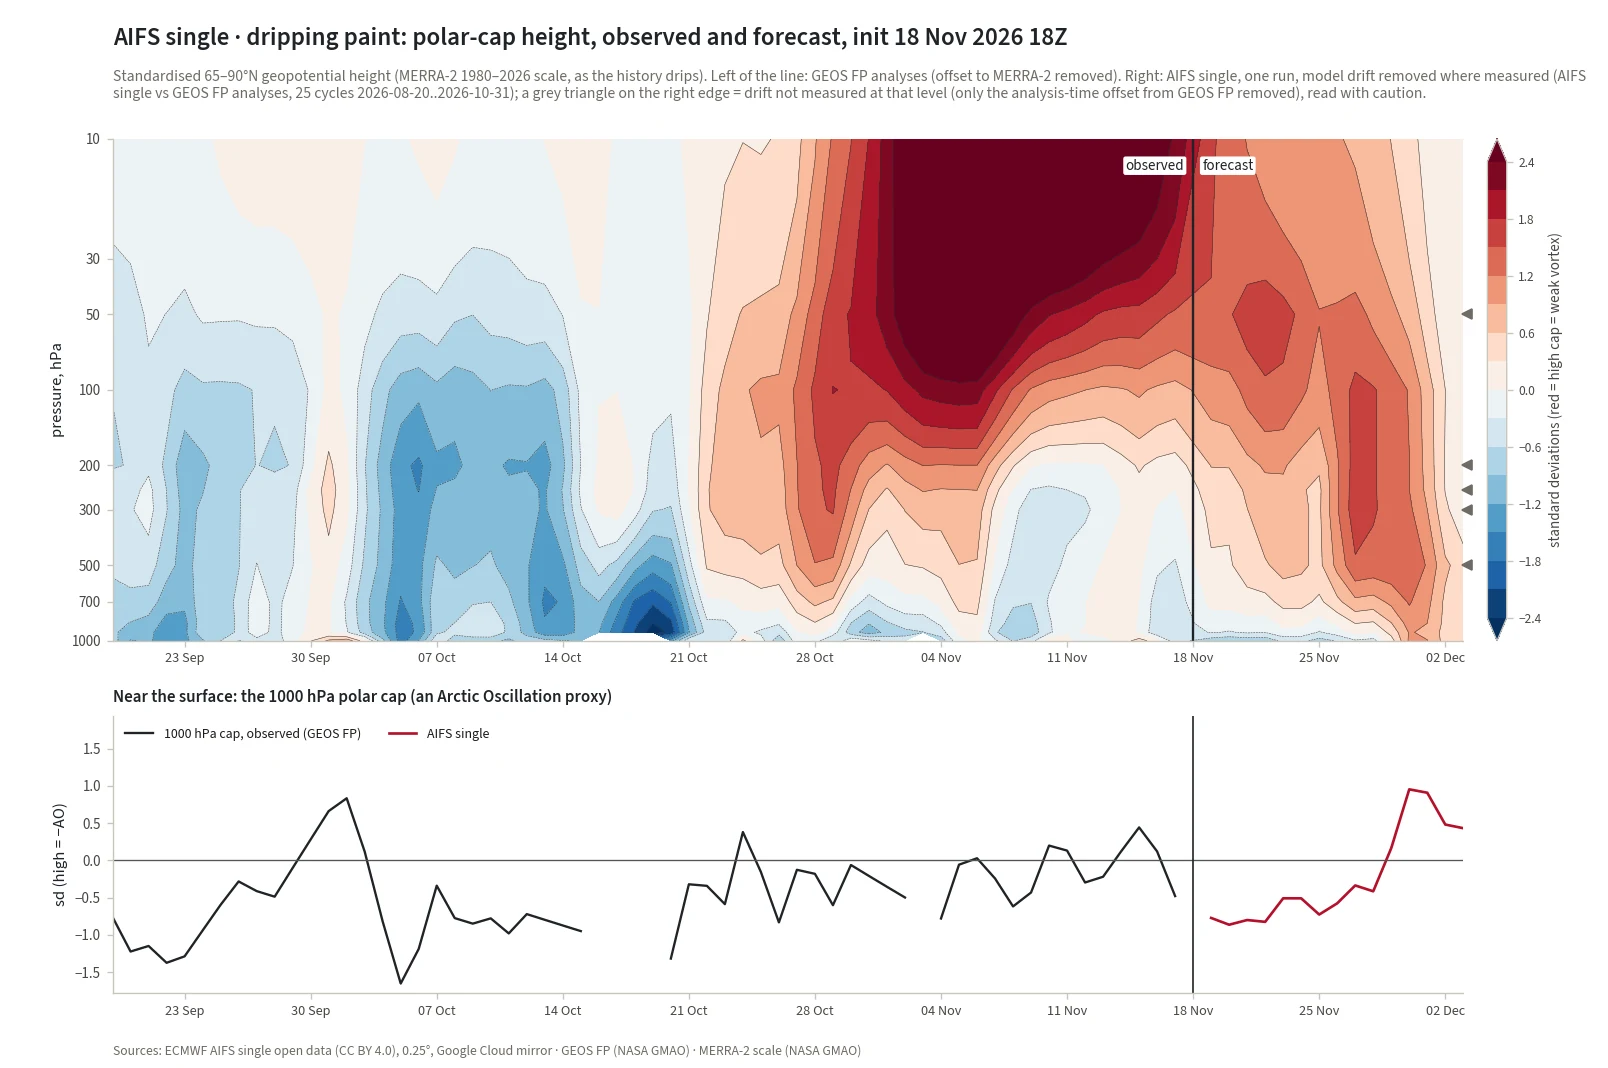 AIFS single · dripping paint: polar-cap height, observed and forecast, init 18 Nov 2026 18Z
Standardised 65–90°N geopotential height (MERRA-2 1980–2026 scale, as the history drips). Left of the line: GEOS FP analyses (offset to MERRA-2 removed). Right: AIFS single, one run, model drift removed where measured (AIFS
single vs GEOS FP analyses, 25 cycles 2026-08-20..2026-10-31); a grey triangle on the right edge = drift not measured at that level (only the analysis-time offset from GEOS FP removed), read with caution.
pressure, hPa
10
30
50
100
200
300
500
700
1000
observed
forecast
23 Sep
30 Sep
07 Oct
14 Oct
21 Oct
28 Oct
04 Nov
11 Nov
18 Nov
25 Nov
02 Dec
2.4
1.8
1.2
0.6
0.0
−0.6
−1.2
−1.8
−2.4
standard deviations (red = high cap = weak vortex)
Near the surface: the 1000 hPa polar cap (an Arctic Oscillation proxy)
1000 hPa cap, observed (GEOS FP)
AIFS single
sd (high = −AO)
1.5
1.0
0.5
0.0
−0.5
−1.0
−1.5
23 Sep
30 Sep
07 Oct
14 Oct
21 Oct
28 Oct
04 Nov
11 Nov
18 Nov
25 Nov
02 Dec
Sources: ECMWF AIFS single open data (CC BY 4.0), 0.25°, Google Cloud mirror · GEOS FP (NASA GMAO) · MERRA-2 scale (NASA GMAO)